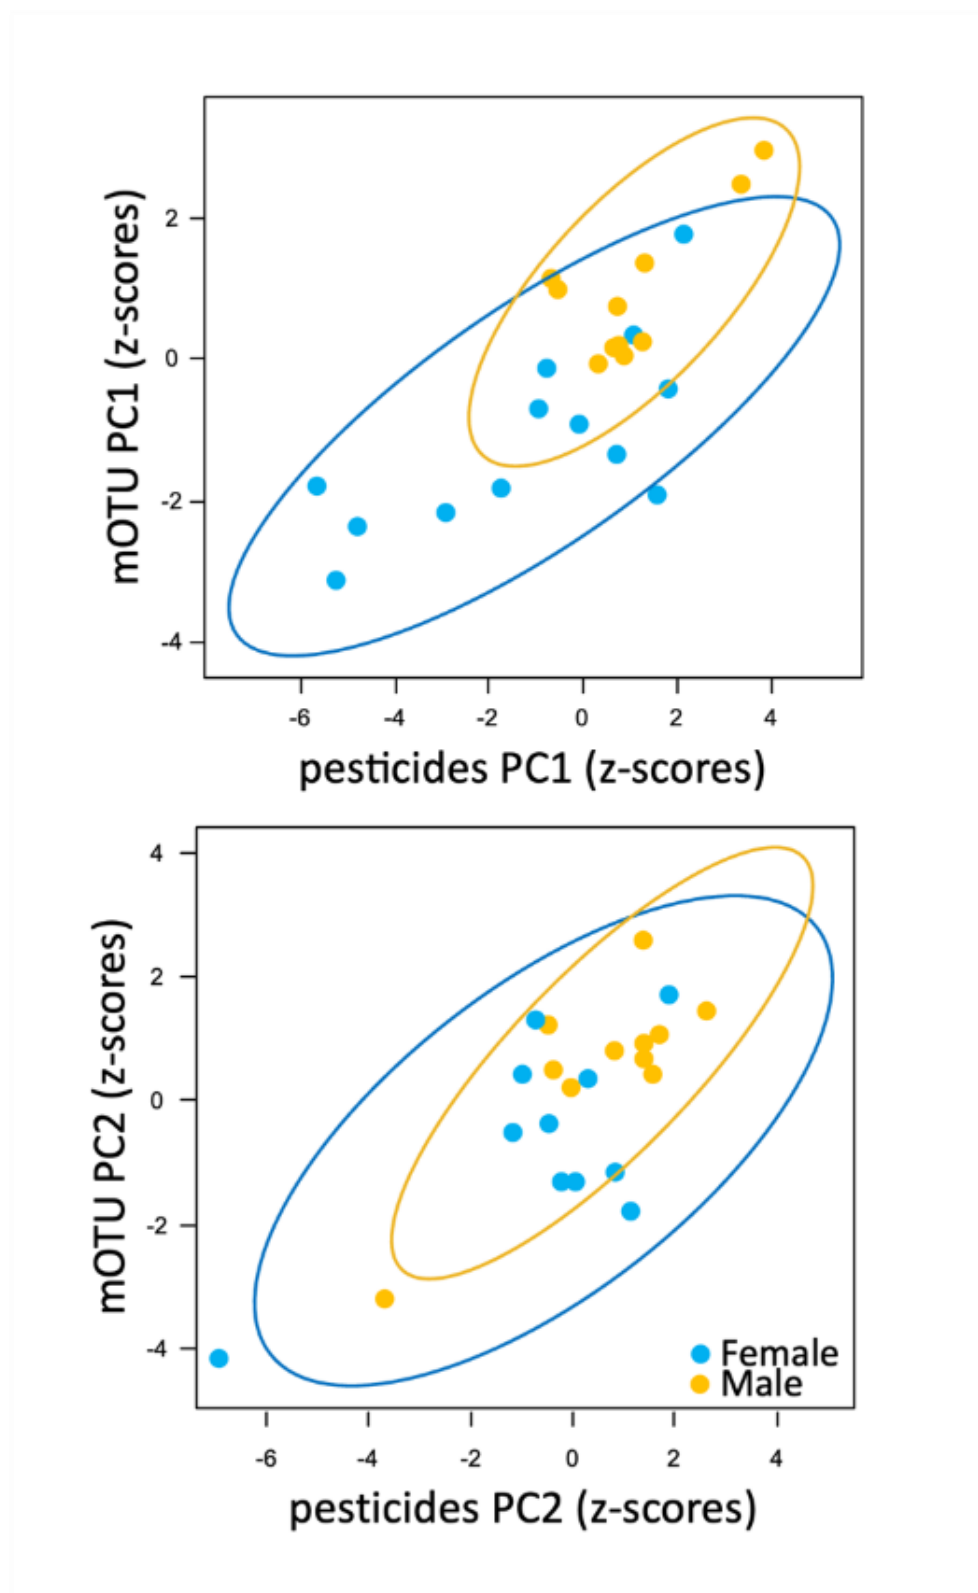 mOTU PC1 (z-scores)
2
0
-2
-4
-6 -4 -2 0 2 4
pesticides PC1 (z-scores)
mOTU PC2 (z-scores)
4
2
0
-2
-4
Female
Male
-6 -4 -2 0 2 4
pesticides PC2 (z-scores)